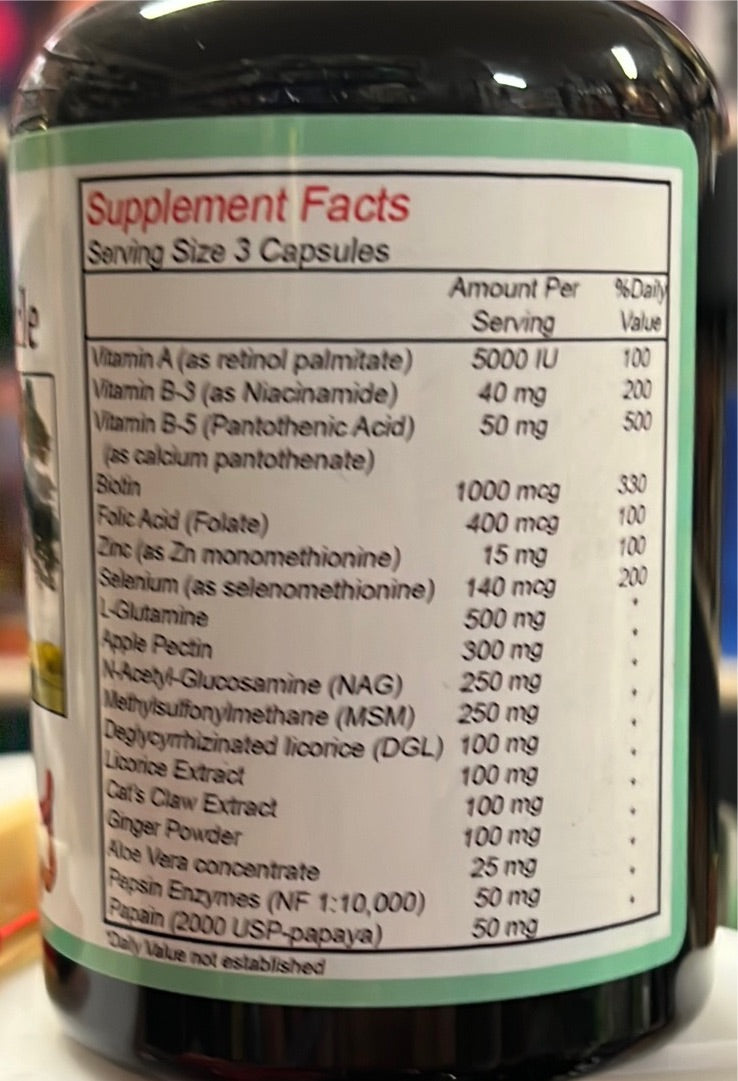 Supplement Facts
Serving Size 3 Capsules
Amount Per Serving %Daily Value
Vitamin A (as retinol palmitate) 5000 IU 100
Vitamin B-3 (as Niacinamide) 40 mg 200
Vitamin B-5 (Pantothenic Acid) 50 mg 500
(as calcium pantothenate)
Biotin 1000 mcg 330
Folic Acid (Folate) 400 mcg 100
Zinc (as Zn monomethionine) 15 mg 100
Selenium (as selenomethionine) 140 mcg 200
L-Glutamine 500 mg *
Apple Pectin 300 mg *
N-Acetyl-Glucosamine (NAG) 250 mg *
Methylsulfonylmethane (MSM) 250 mg *
Deglycyrrhizinated licorice (DGL) 100 mg *
Licorice Extract 100 mg *
Cat's Claw Extract 100 mg *
Ginger Powder 100 mg *
Aloe Vera concentrate 25 mg *
Pepsin Enzymes (NF 1:10,000) 50 mg *
Papain (2000 USP-papaya) 50 mg
*Daily Value not established